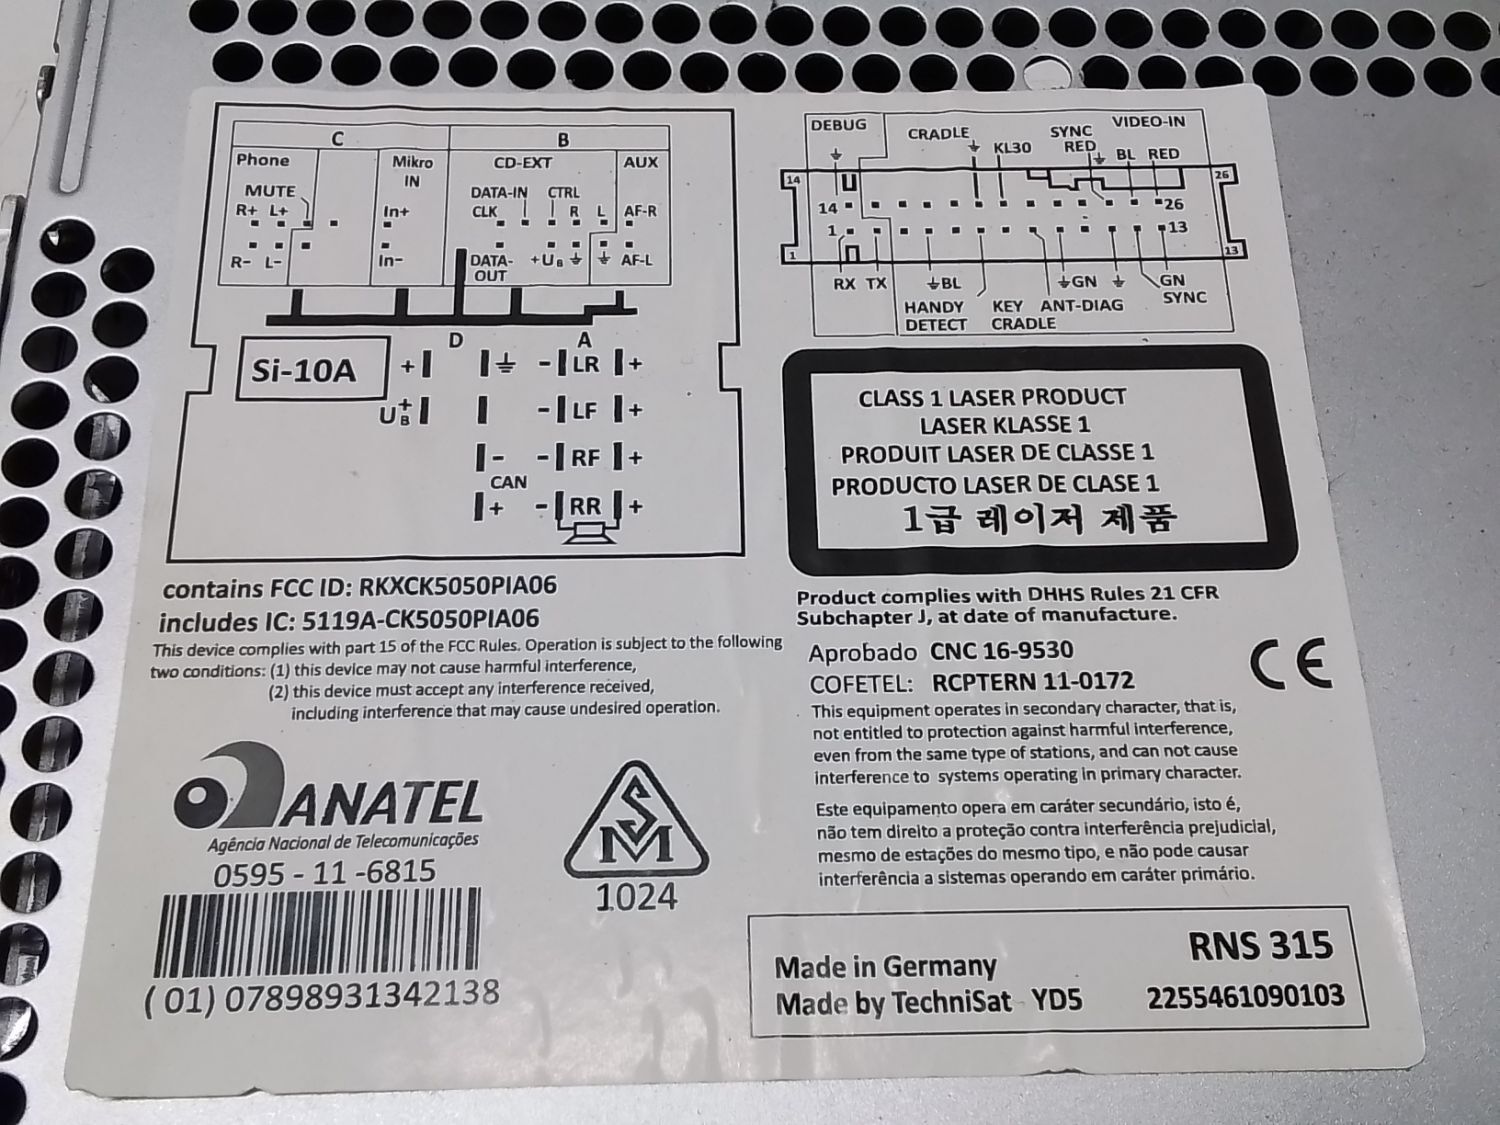 C B
Phone Mikro IN CD-EXT AUX
MUTE DATA-IN CTRL
R+ L+ In+ CLK R L AF-R
R- L- In- DATA-OUT +UB AF-L
D A
Si-10A + - LR +
U+B - LF +
- - RF +
CAN
+ - RR +
DEBUG CRADLE KL30 SYNC RED VIDEO-IN
BL RED
14 26
14 26
1 13
1 13
RX TX BL GN GN
HANDY DETECT KEY CRADLE ANT-DIAG SYNC
CLASS 1 LASER PRODUCT
LASER KLASSE 1
PRODUIT LASER DE CLASSE 1
PRODUCTO LASER DE CLASE 1
1급 레이저 제품
contains FCC ID: RKXCK5050PIA06
includes IC: 5119A-CK5050PIA06
This device complies with part 15 of the FCC Rules. Operation is subject to the following
two conditions: (1) this device may not cause harmful interference,
(2) this device must accept any interference received,
including interference that may cause undesired operation.
Product complies with DHHS Rules 21 CFR
Subchapter J, at date of manufacture.
Aprobado CNC 16-9530
COFETEL: RCPTERN 11-0172
CE
This equipment operates in secondary character, that is,
not entitled to protection against harmful interference,
even from the same type of stations, and can not cause
interference to systems operating in primary character.
Este equipamento opera em caráter secundário, isto é,
não tem direito a proteção contra interferência prejudicial,
mesmo de estações do mesmo tipo, e não pode causar
interferência a sistemas operando em caráter primário.
ANATEL
Agência Nacional de Telecomunicações
0595 - 11 -6815
(01) 07898931342138
SM
1024
RNS 315
Made in Germany
Made by TechniSat YD5 2255461090103